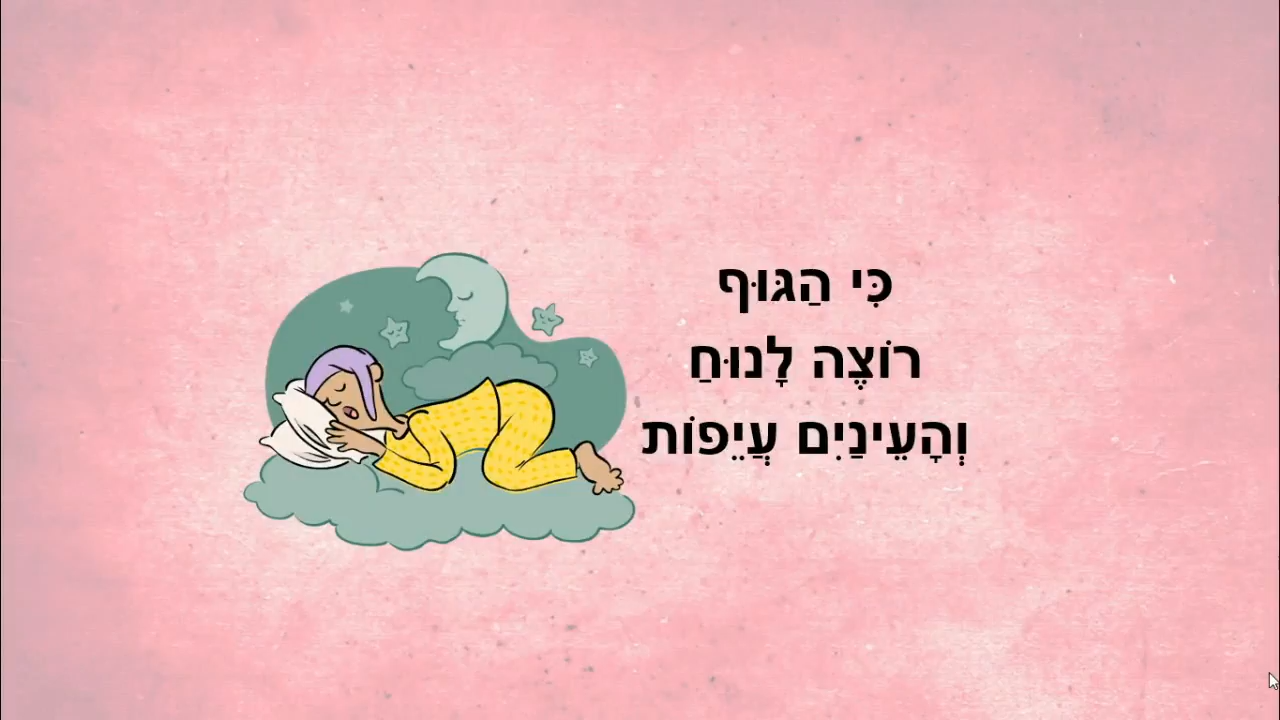 כִּי הַגּוּף
רוֹצֶה לָנוּחַ
וְהָעֵינַיִם עֲיֵפוֹת